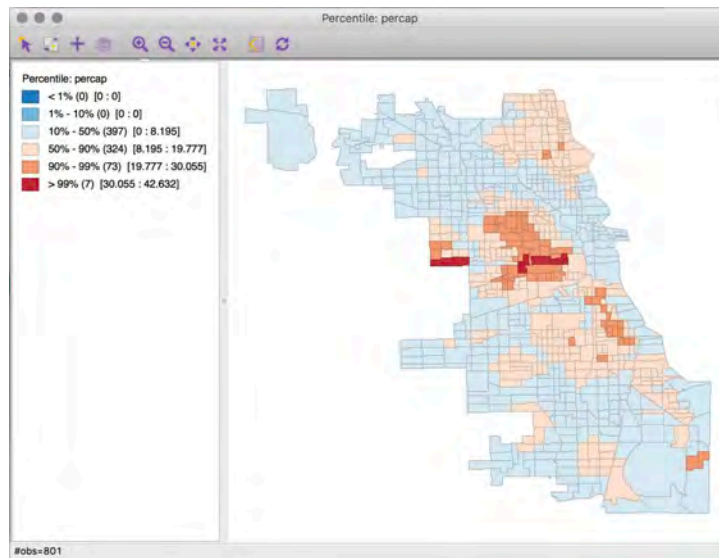 Percentile: percap
Percentile: percap
< 1% (0) [0 : 0]
1% - 10% (0) [0 : 0]
10% - 50% (397) [0 : 8.195]
50% - 90% (324) [8.195 : 19.777]
90% - 99% (73) [19.777 : 30.055]
> 99% (7) [30.055 : 42.632]
#obs=801